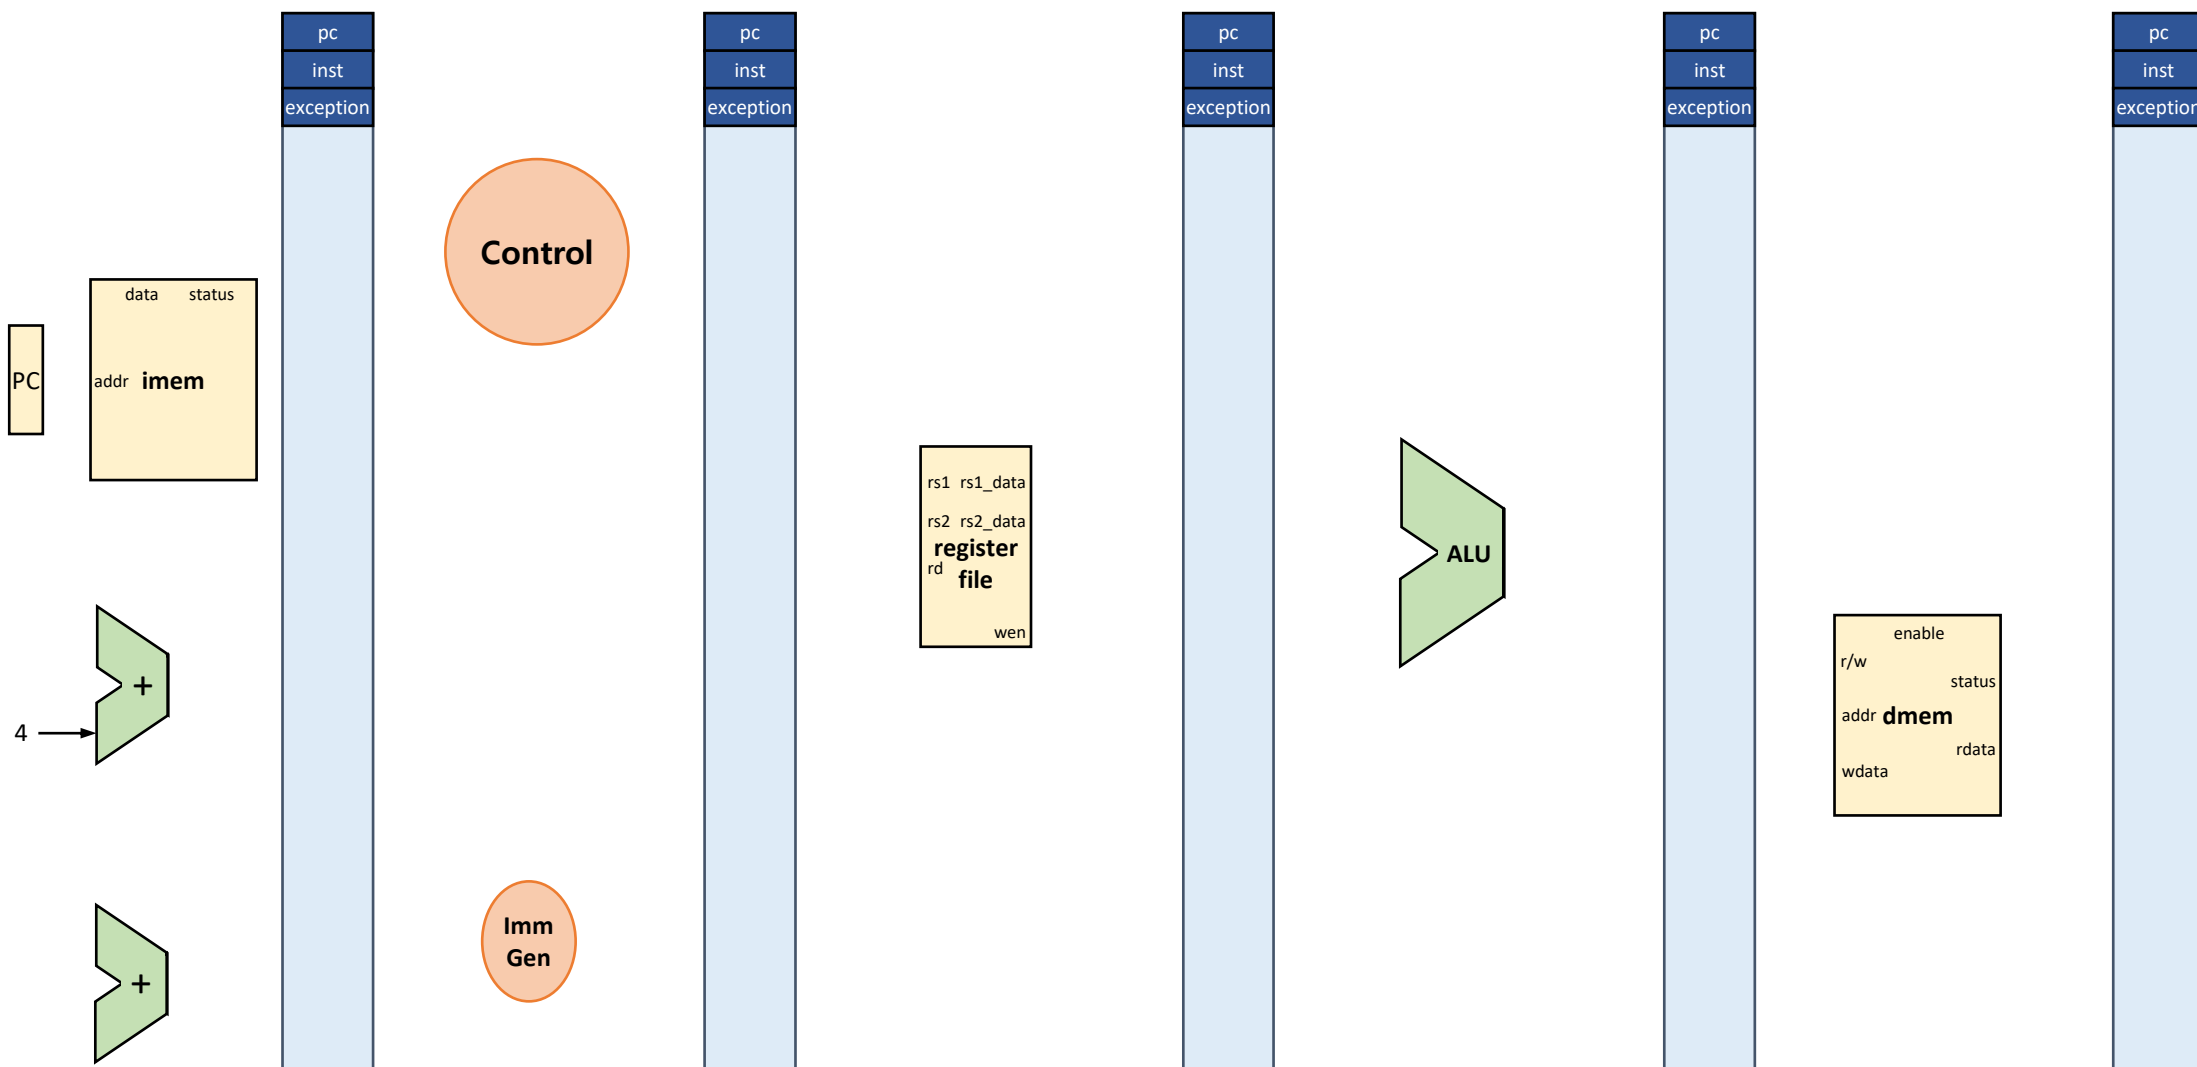 pc
inst
exception
pc
inst
exception
pc
inst
exception
pc
inst
exception
pc
inst
exception
Control
data status
PC
addr imem
rs1 rs1_data
rs2 rs2_data
register
rd
file
wen
ALU
enable
r/w
status
addr dmem
rdata
wdata
+
4
Imm
Gen
+